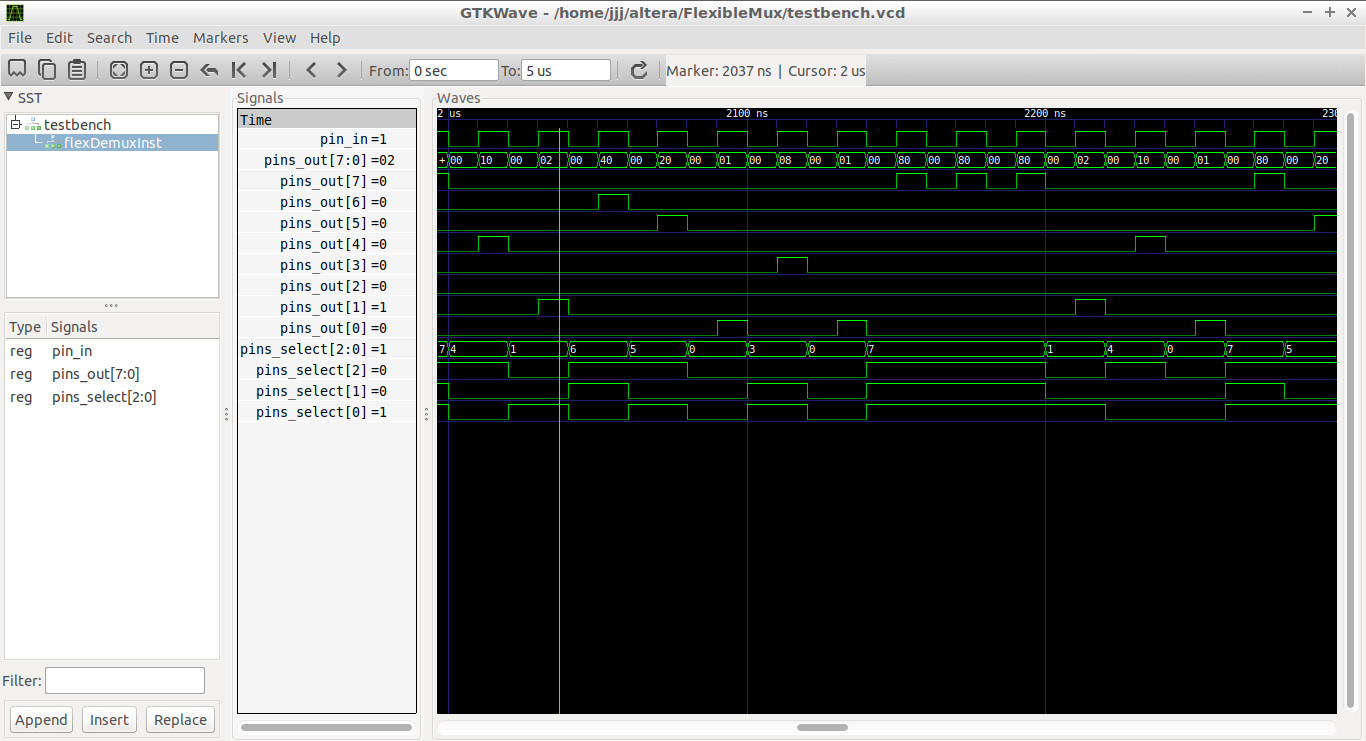 GTKWave - /home/jjj/altera/FlexibleMux/testbench.vcd
File Edit Search Time Markers View Help
From: 0 sec To: 5 us Marker: 2037 ns | Cursor: 2 us
SST
testbench
flexDemuxInst
Type Signals
reg pin_in
reg pins_out[7:0]
reg pins_select[2:0]
Filter:
Append Insert Replace
Signals
Time
pin_in=1
pins_out[7:0]=02
pins_out[7]=0
pins_out[6]=0
pins_out[5]=0
pins_out[4]=0
pins_out[3]=0
pins_out[2]=0
pins_out[1]=1
pins_out[0]=0
pins_select[2:0]=1
pins_select[2]=0
pins_select[1]=0
pins_select[0]=1
Waves
2 us 2100 ns 2200 ns 230
+ 00 10 00 02 00 40 00 20 00 01 00 08 00 01 00 80 00 80 00 80 00 02 00 10 00 01 00 80 00 20
7 4 1 6 5 0 3 0 7 1 4 0 7 5